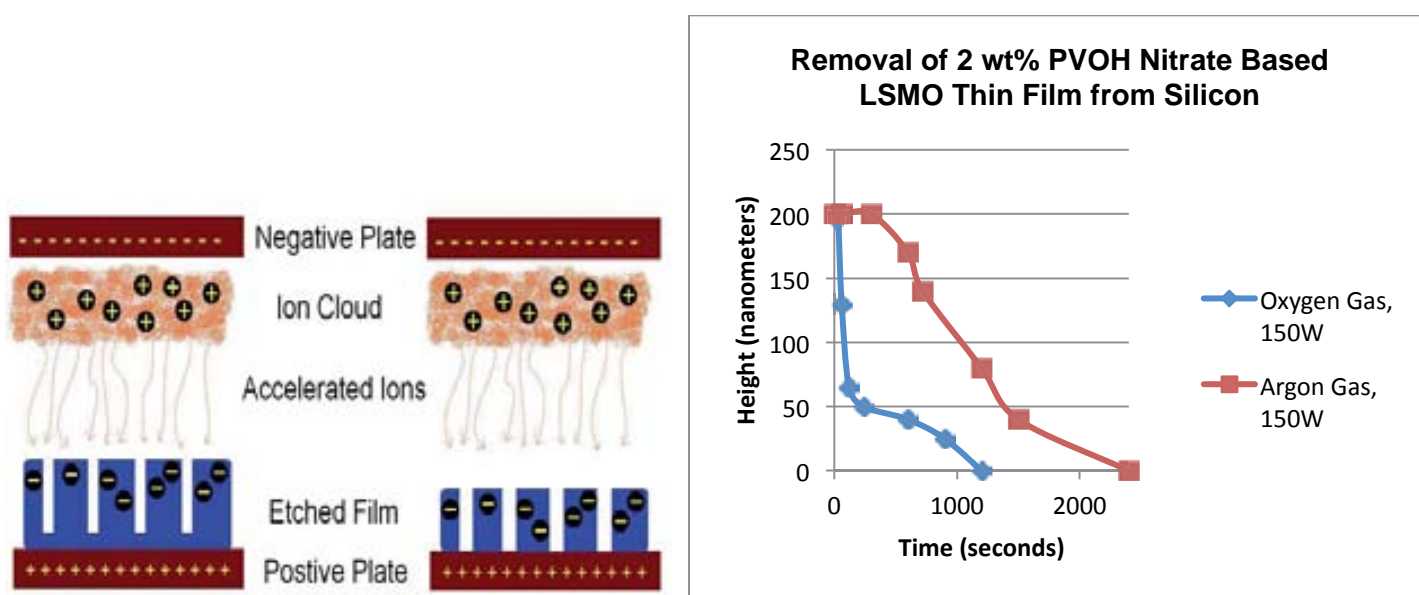 Negative Plate
Ion Cloud
Accelerated Ions
Etched Film
Postive Plate
Removal of 2 wt% PVOH Nitrate Based
LSMO Thin Film from Silicon
Height (nanometers)
250
200
150
100
50
0
0 1000 2000
Time (seconds)
Oxygen Gas,
150W
Argon Gas,
150W